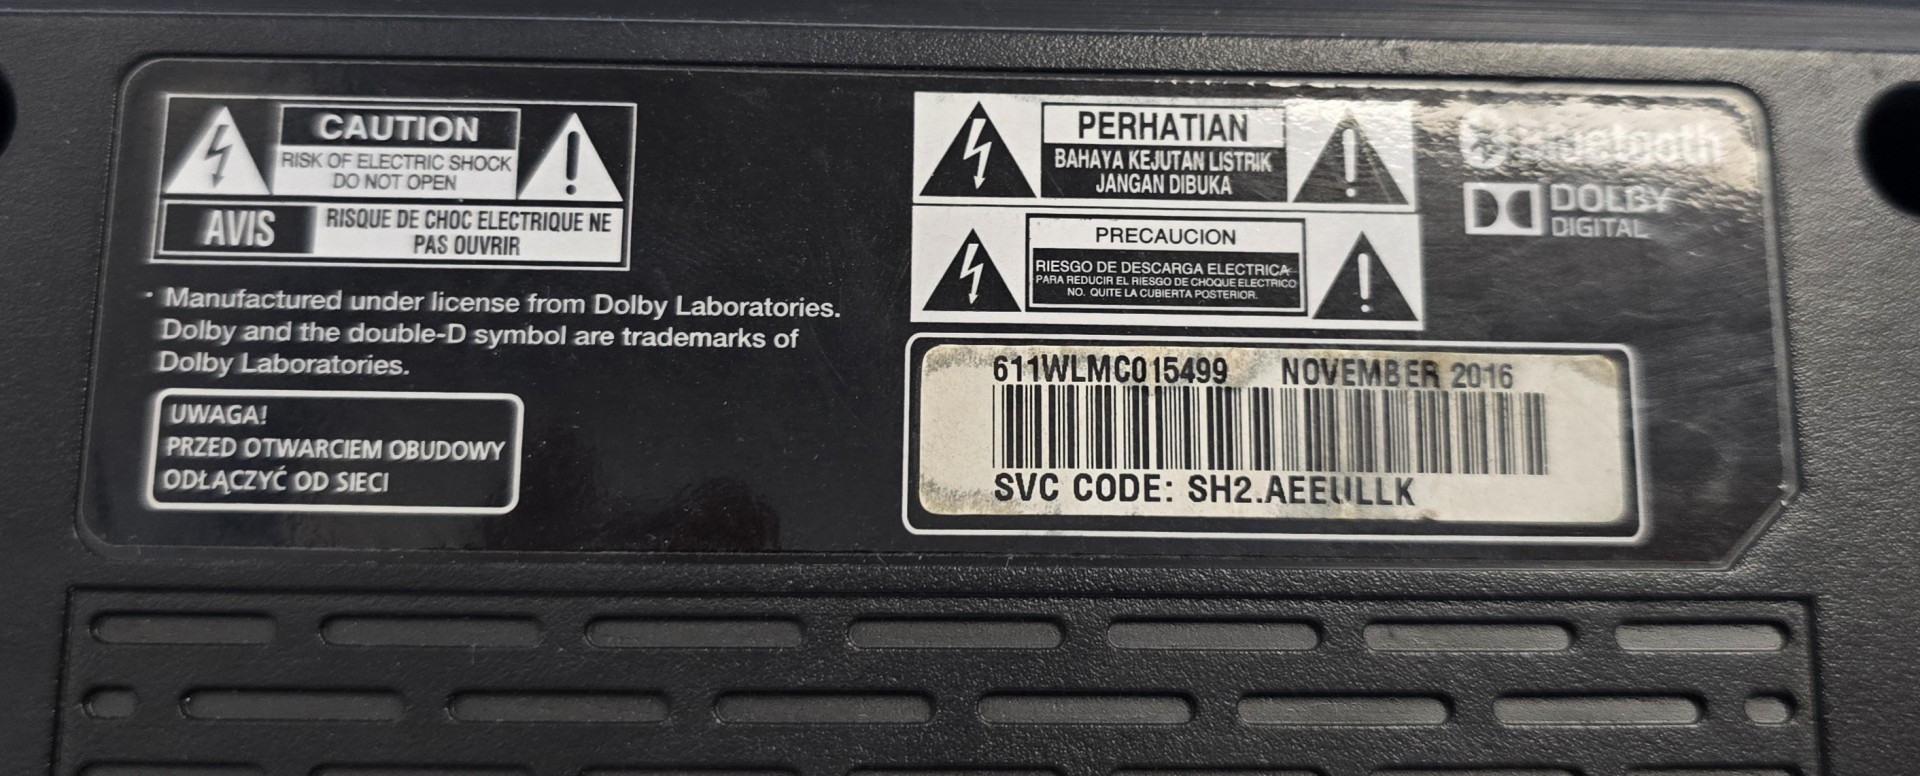 CAUTION
RISK OF ELECTRIC SHOCK
DO NOT OPEN
AVIS
RISQUE DE CHOC ELECTRIQUE NE
PAS OUVRIR
• Manufactured under license from Dolby Laboratories.
Dolby and the double-D symbol are trademarks of
Dolby Laboratories.
UWAGA!
PRZED OTWARCIEM OBUDOWY
ODŁĄCZYĆ OD SIECI
PERHATIAN
BAHAYA KEJUTAN LISTRIK
JANGAN DIBUKA
PRECAUCION
RIESGO DE DESCARGA ELECTRICA
PARA REDUCIR EL RIESGO DE CHOQUE ELECTRICO
NO. QUITE LA CUBIERTA POSTERIOR.
Bluetooth
DOLBY
DIGITAL
611WLMC015499 NOVEMBER 2016
SVC CODE: SH2.AEEULLK